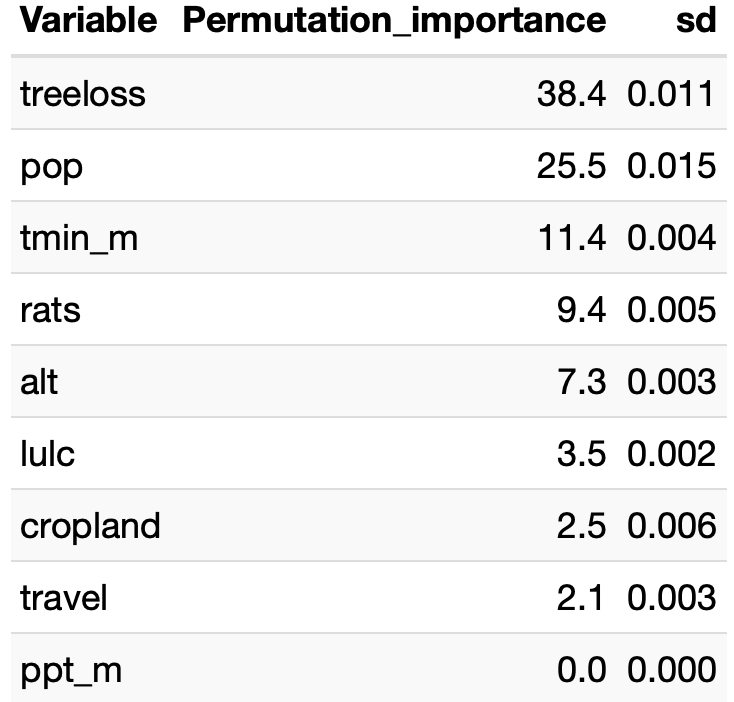 Variable Permutation_importance sd
treeloss 38.4 0.011
pop 25.5 0.015
tmin_m 11.4 0.004
rats 9.4 0.005
alt 7.3 0.003
lulc 3.5 0.002
cropland 2.5 0.006
travel 2.1 0.003
ppt_m 0.0 0.000